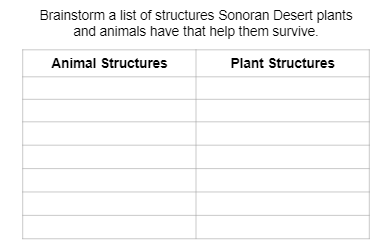 Brainstorm a list of structures Sonoran Desert plants
and animals have that help them survive.
Animal Structures
Plant Structures